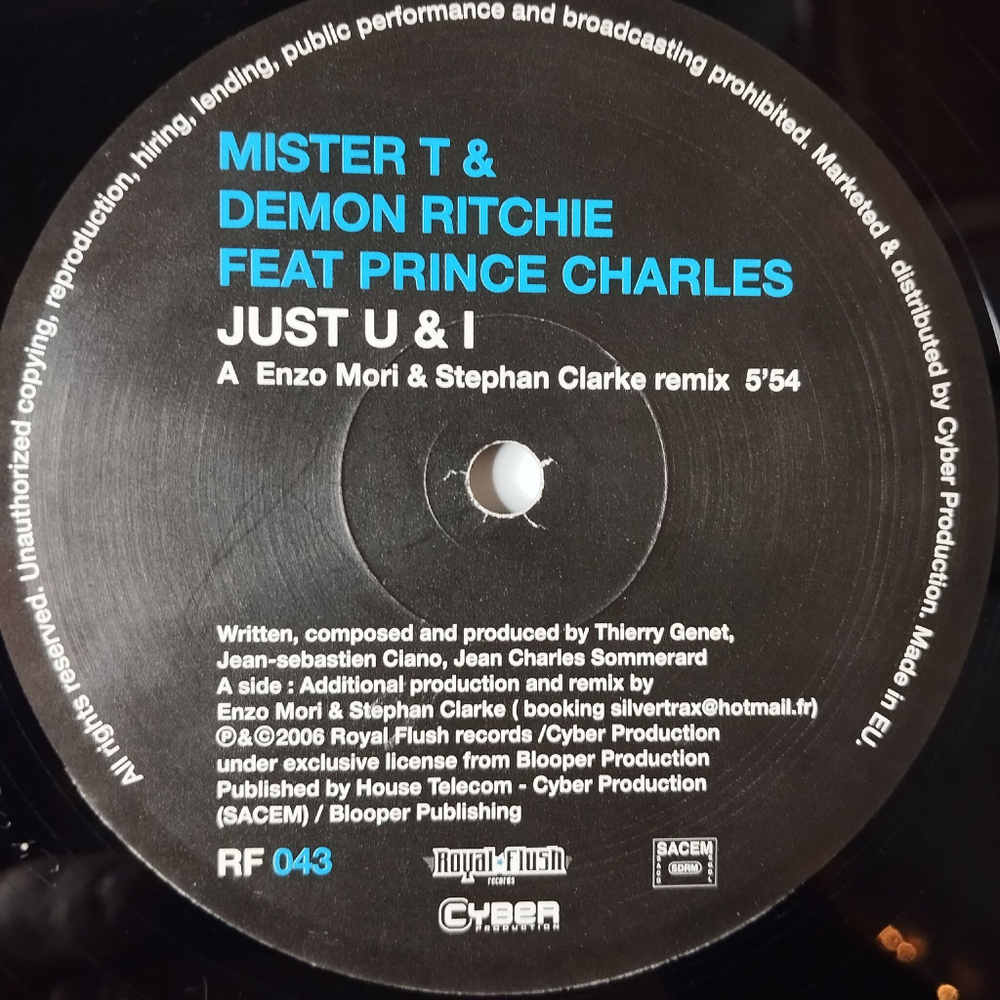 All rights reserved. Unauthorized copying, reproduction, hiring, lending, public performance and broadcasting prohibited. Marketed & distributed by Cyber Production. Made in EU.
MISTER T &
DEMON RITCHIE
FEAT PRINCE CHARLES
JUST U & I
A Enzo Mori & Stephan Clarke remix 5'54
Written, composed and produced by Thierry Genet,
Jean-sebastien Ciano, Jean Charles Sommerard
A side : Additional production and remix by
Enzo Mori & Stephan Clarke ( booking silvertrax@hotmail.fr)
℗&©2006 Royal Flush records /Cyber Production
under exclusive license from Blooper Production
Published by House Telecom - Cyber Production
(SACEM) / Blooper Publishing
RF 043
Royal Flush
records
SACEM
SDRM
CYBER
PRODUCTION